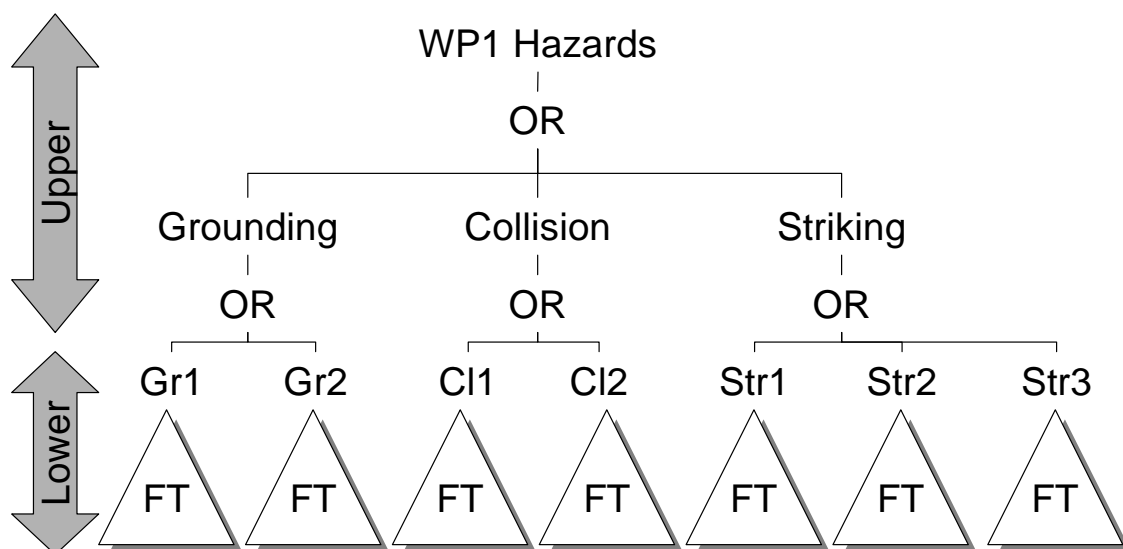 WP1 Hazards
OR
Upper
Grounding Collision Striking
OR OR OR
Gr1 Gr2 Cl1 Cl2 Str1 Str2 Str3
Lower
FT FT FT FT FT FT FT